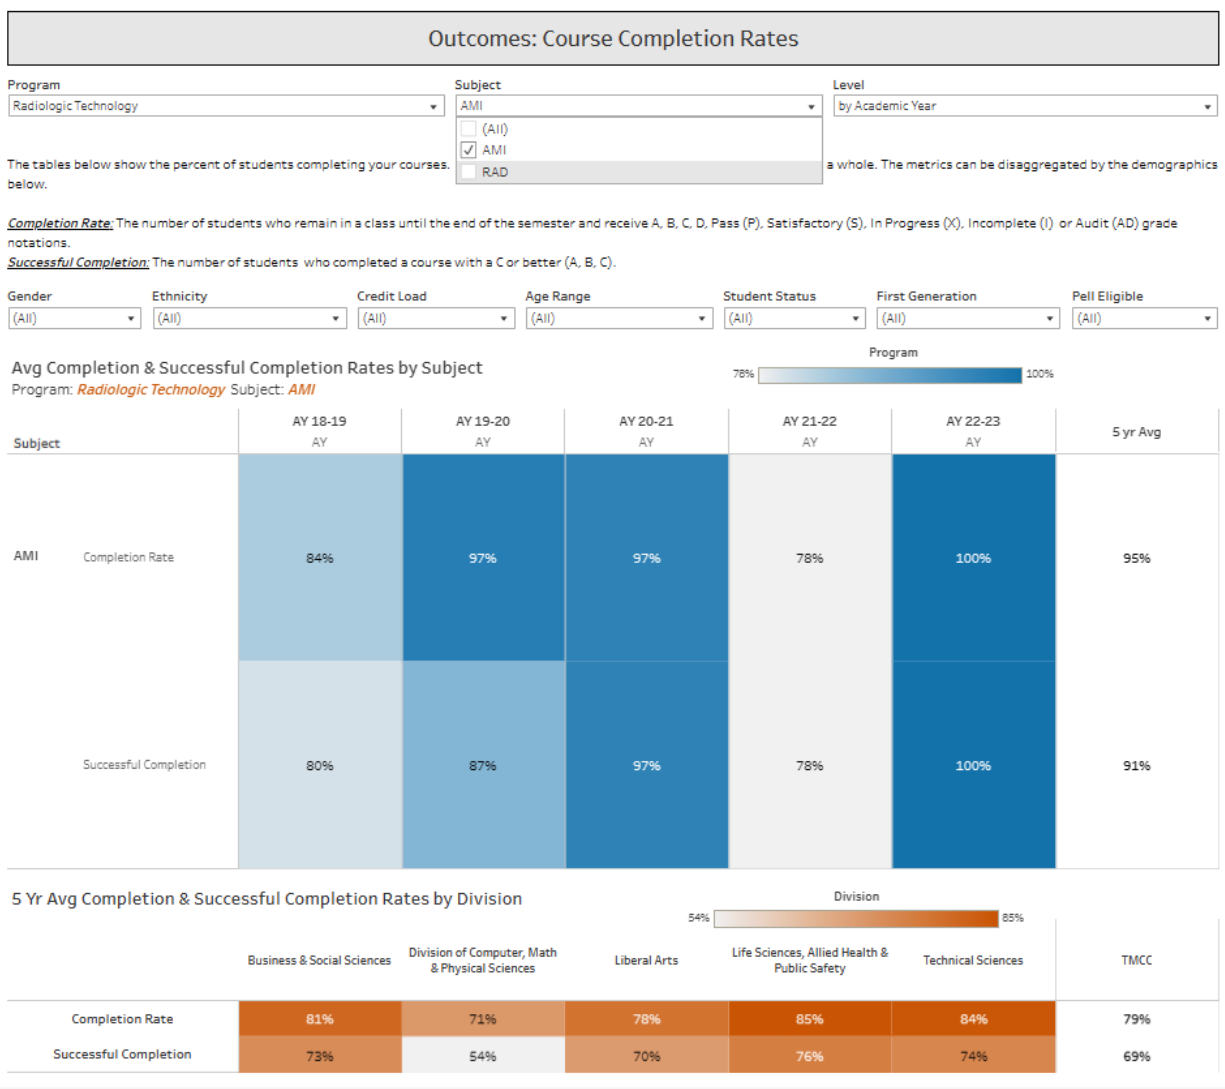 Outcomes: Course Completion Rates
Program Subject Level
Radiologic Technology AMI by Academic Year
(All)
AMI
The tables below show the percent of students completing your courses. a whole. The metrics can be disaggregated by the demographics
RAD
below.
Completion Rate: The number of students who remain in a class until the end of the semester and receive A, B, C, D, Pass (P), Satisfactory (S), In Progress (X), Incomplete (I) or Audit (AD) grade
notations.
Successful Completion: The number of students who completed a course with a C or better (A, B, C).
Gender Ethnicity Credit Load Age Range Student Status First Generation Pell Eligible
(All) (All) (All) (All) (All) (All) (All)
Program
Avg Completion & Successful Completion Rates by Subject
78% 100%
Program: Radiologic Technology Subject: AMI
AY 18-19 AY 19-20 AY 20-21 AY 21-22 AY 22-23 5 yr Avg
Subject AY AY AY AY AY
AMI Completion Rate 84% 97% 97% 78% 100% 95%
Successful Completion 80% 87% 97% 78% 100% 91%
5 Yr Avg Completion & Successful Completion Rates by Division
Division
54% 85%
Business & Social Sciences Division of Computer, Math & Physical Sciences Liberal Arts Life Sciences, Allied Health & Public Safety Technical Sciences TMCC
Completion Rate 81% 71% 78% 85% 84% 79%
Successful Completion 73% 54% 70% 76% 74% 69%